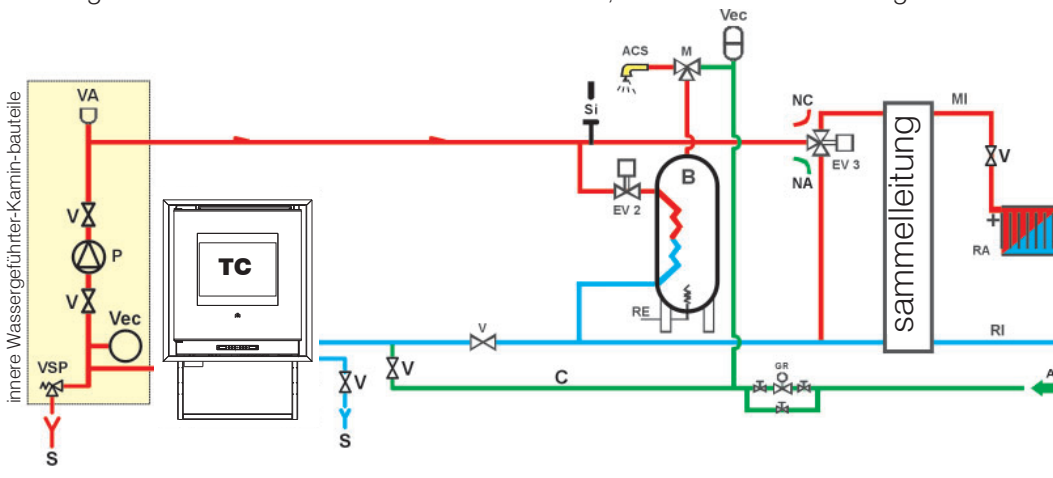 Vec
ACS
M
VA
Si
NC
MI
innere Wassergeführter-Kamin-bauteile
V
EV 3
sammelleitung
V
B
NA
EV 2
V
P
TC
+
RA
V
Vec
RE
V
RI
VSP
V
V
C
GR
A
S
S